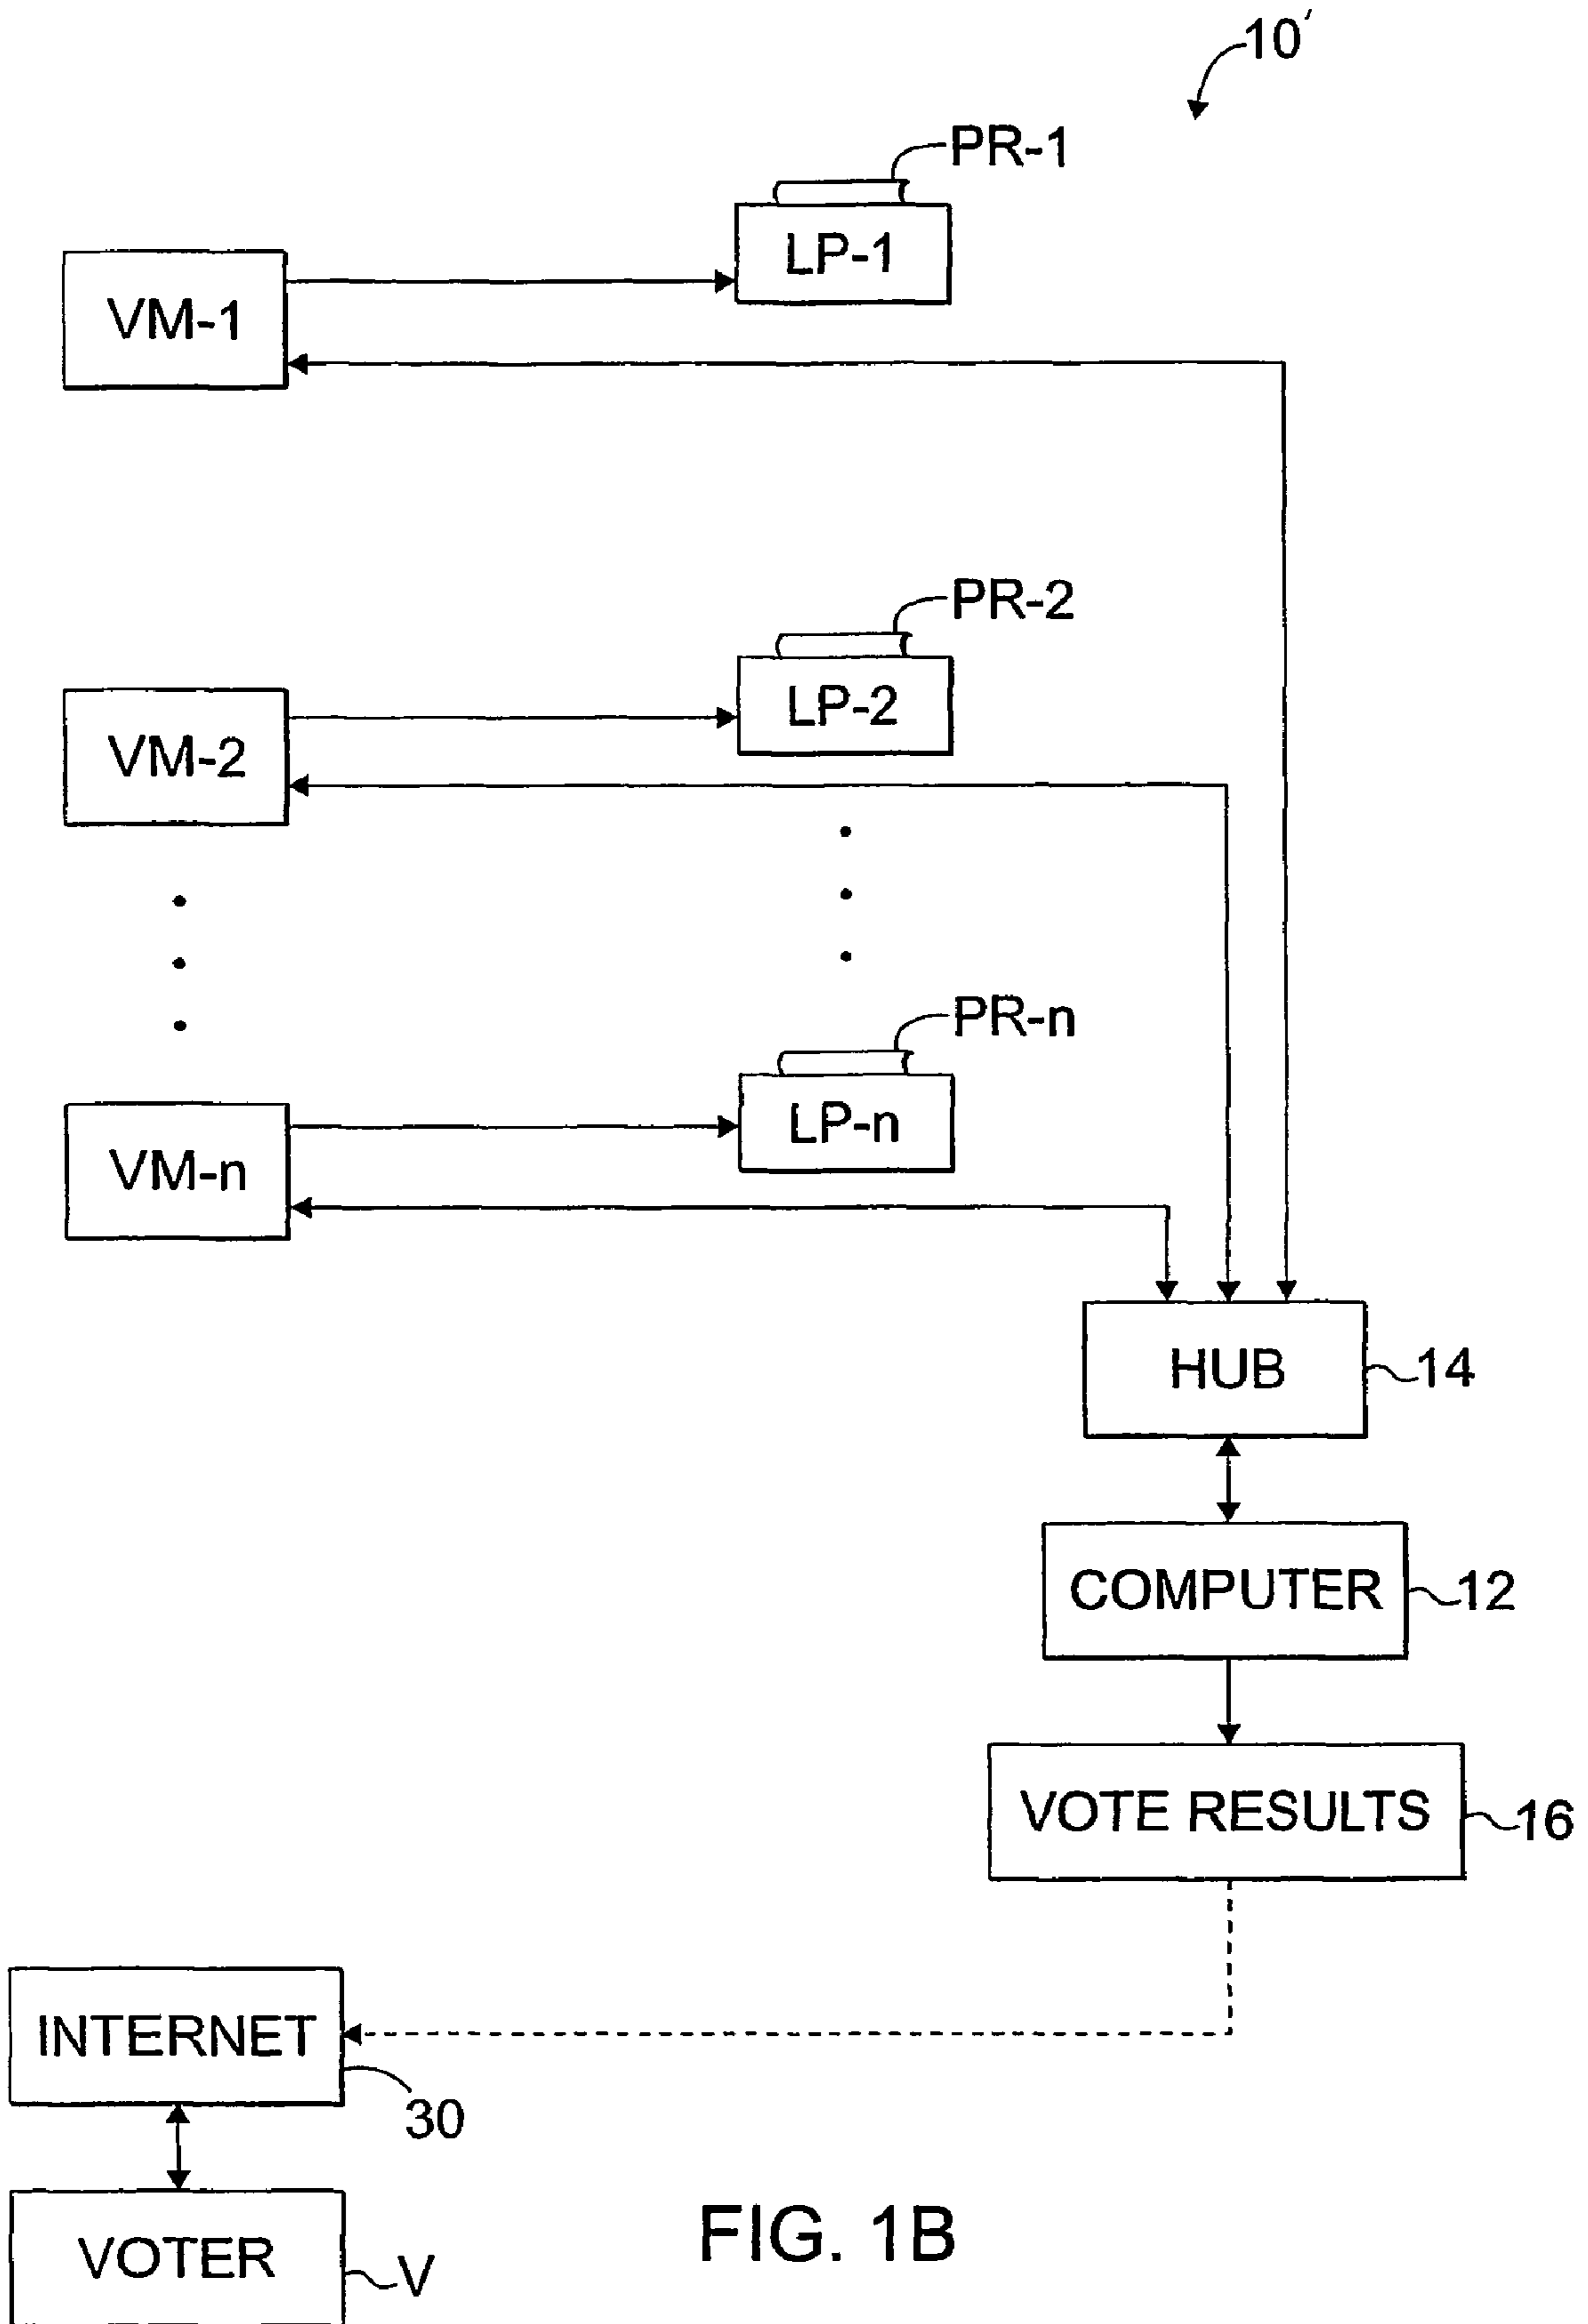 10'
PR-1
LP-1
VM-1
PR-2
LP-2
VM-2
PR-n
LP-n
VM-n
HUB
14
COMPUTER
12
VOTE RESULTS
16
INTERNET
30
VOTER
V
FIG. 1B